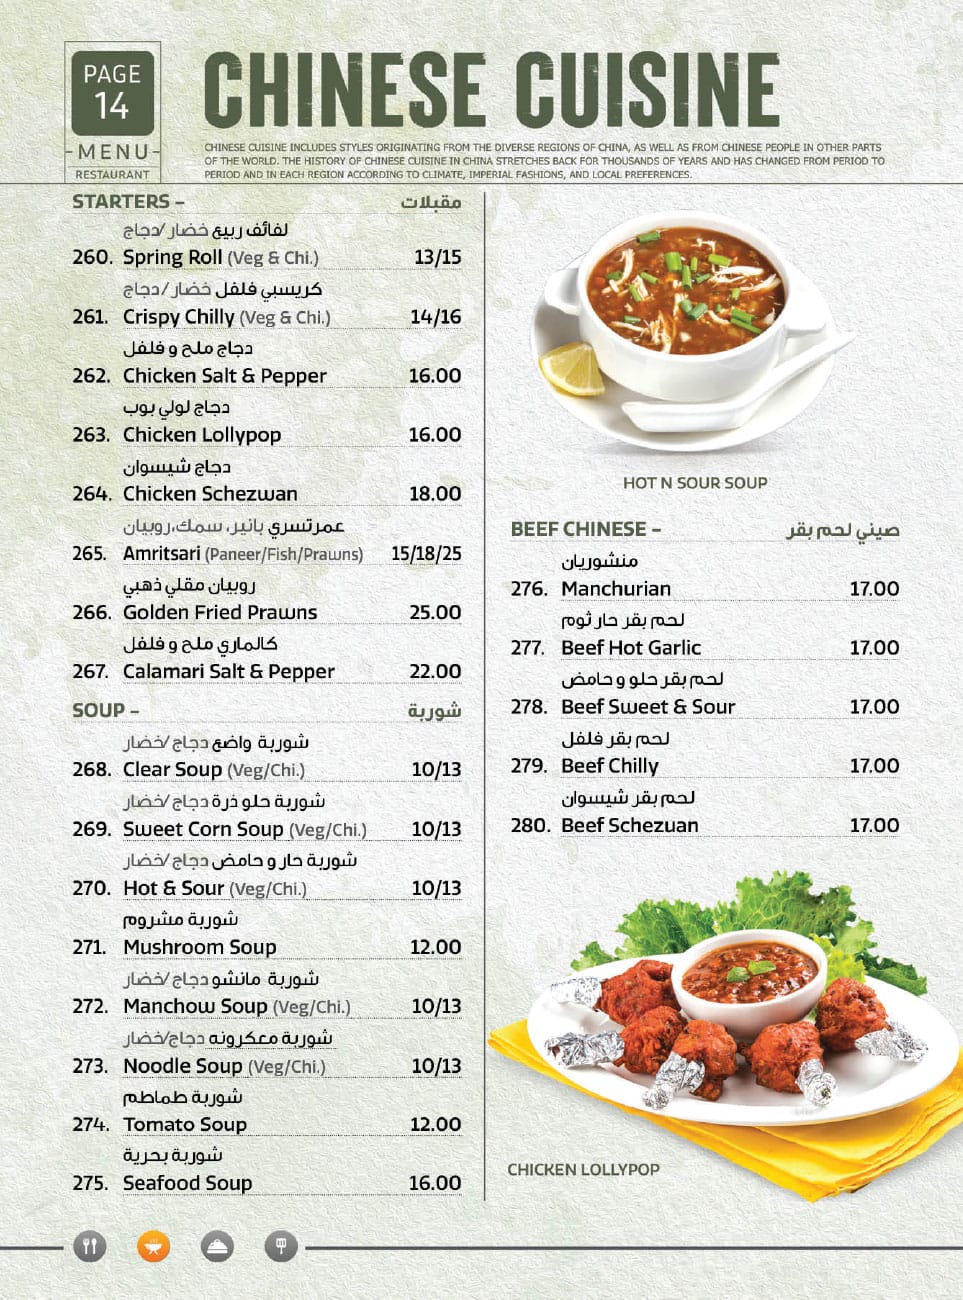 PAGE
14
-MENU-
RESTAURANT
CHINESE CUISINE
CHINESE CUISINE INCLUDES STYLES ORIGINATING FROM THE DIVERSE REGIONS OF CHINA, AS WELL AS FROM CHINESE PEOPLE IN OTHER PARTS
OF THE WORLD. THE HISTORY OF CHINESE CUISINE IN CHINA STRETCHES BACK FOR THOUSANDS OF YEARS AND HAS CHANGED FROM PERIOD TO
PERIOD AND IN EACH REGION ACCORDING TO CLIMATE, IMPERIAL FASHIONS, AND LOCAL PREFERENCES.
STARTERS – مقبلات
لفائف ربيع خضار/دجاج
260. Spring Roll (Veg & Chi.) 13/15
كريسبي فلفل خضار/دجاج
261. Crispy Chilly (Veg & Chi.) 14/16
دجاج ملح و فلفل
262. Chicken Salt & Pepper 16.00
دجاج لولي بوب
263. Chicken Lollypop 16.00
دجاج شيسوان
264. Chicken Schezwan 18.00
عمرتسري بانير، سمك،روبيان
265. Amritsari (Paneer/Fish/Prawns) 15/18/25
روبيان مقلي ذهبي
266. Golden Fried Prawns 25.00
كالماري ملح و فلفل
267. Calamari Salt & Pepper 22.00
SOUP – شوربة
شوربة واضع دجاج/خضار
268. Clear Soup (Veg/Chi.) 10/13
شوربة حلو ذرة دجاج/خضار
269. Sweet Corn Soup (Veg/Chi.) 10/13
شوربة حار و حامض دجاج/خضار
270. Hot & Sour (Veg/Chi.) 10/13
شوربة مشروم
271. Mushroom Soup 12.00
شوربة مانشو دجاج/خضار
272. Manchow Soup (Veg/Chi.) 10/13
شوربة معكرونه دجاج/خضار
273. Noodle Soup (Veg/Chi.) 10/13
شوربة طماطم
274. Tomato Soup 12.00
شوربة بحرية
275. Seafood Soup 16.00
HOT N SOUR SOUP
BEEF CHINESE – صيني لحم بقر
منشوريان
276. Manchurian 17.00
لحم بقر حار ثوم
277. Beef Hot Garlic 17.00
لحم بقر حلو و حامض
278. Beef Sweet & Sour 17.00
لحم بقر فلفل
279. Beef Chilly 17.00
لحم بقر شيسوان
280. Beef Schezuan 17.00
CHICKEN LOLLYPOP